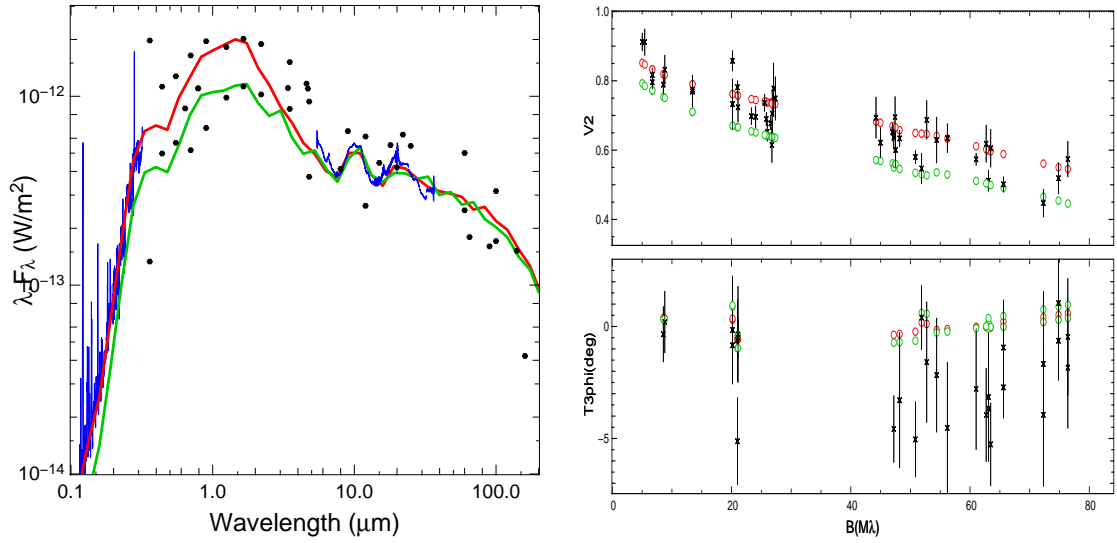 10−12
10−13
10−14
λ F λ (W/m2)
0.1 1.0 10.0 100.0
Wavelength (μm)
1.0
0.8
0.6
0.4
V2
0
−5
T3phi(deg)
0 20 40 60 80
B(Mλ)